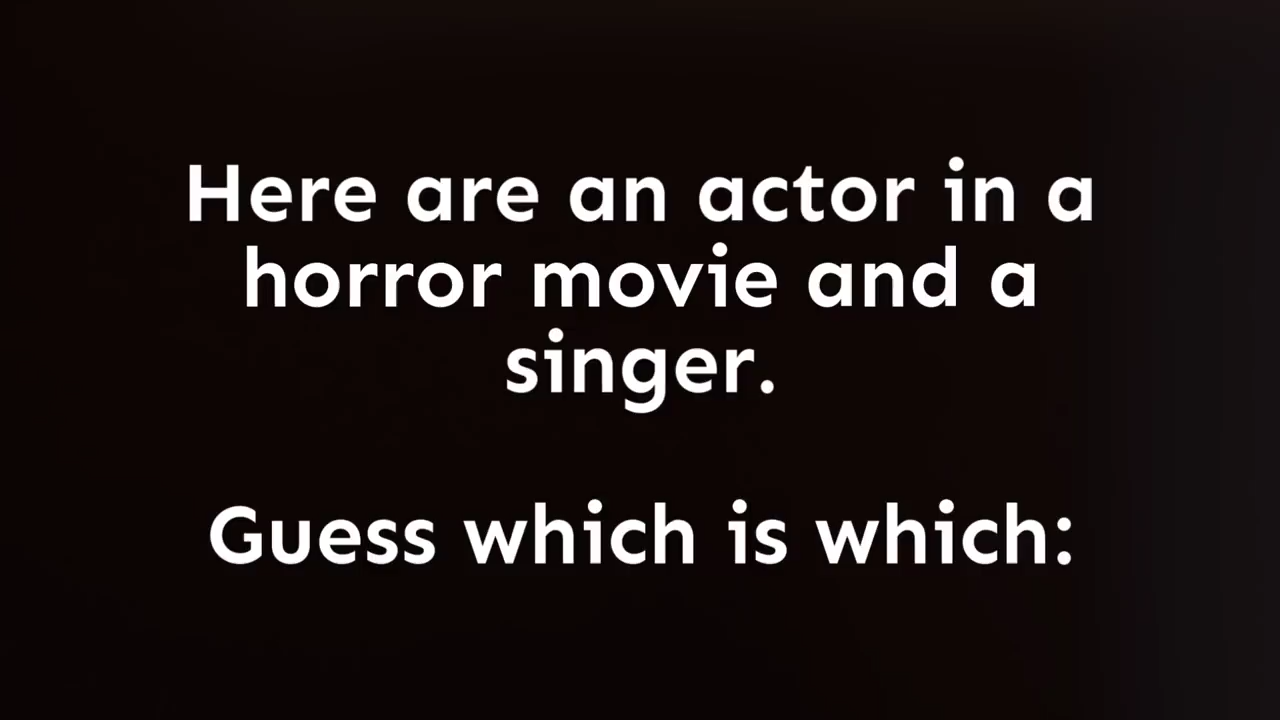 Here are an actor in a
horror movie and a
singer.
Guess which is which: